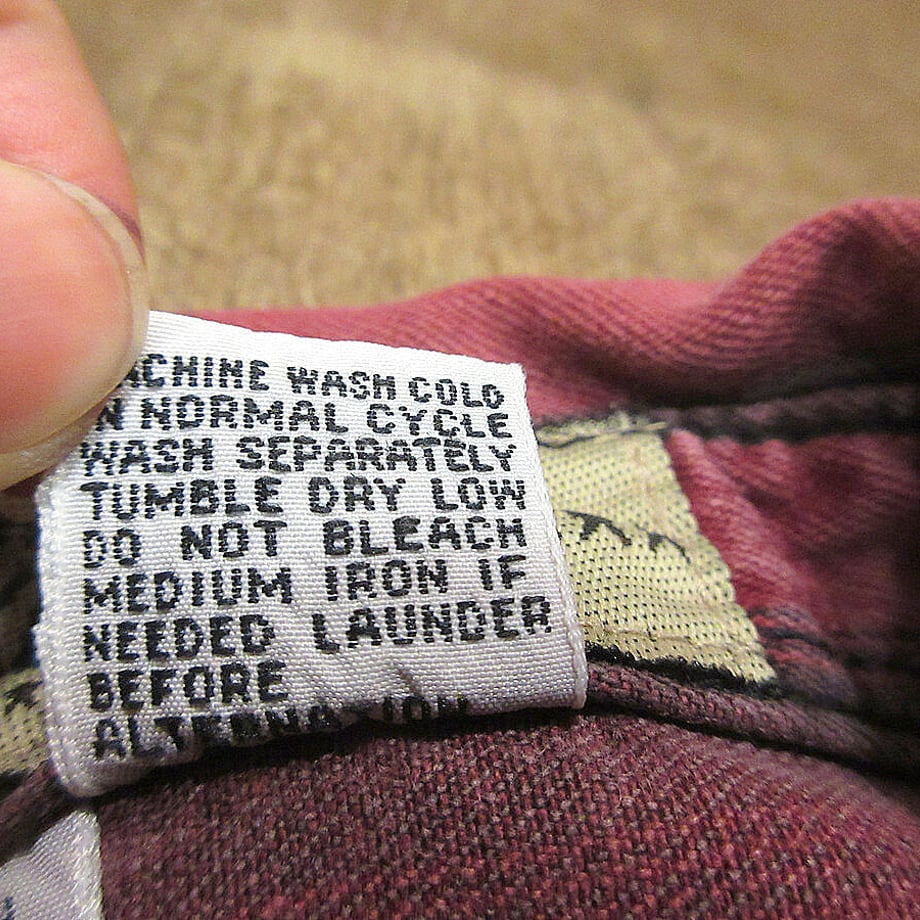 ACHINE WASH COLD
N NORMAL CYCLE
WASH SEPARATELY
TUMBLE DRY LOW
DO NOT BLEACH
MEDIUM IRON IF
NEEDED LAUNDER
BEFORE
ALTERNATION